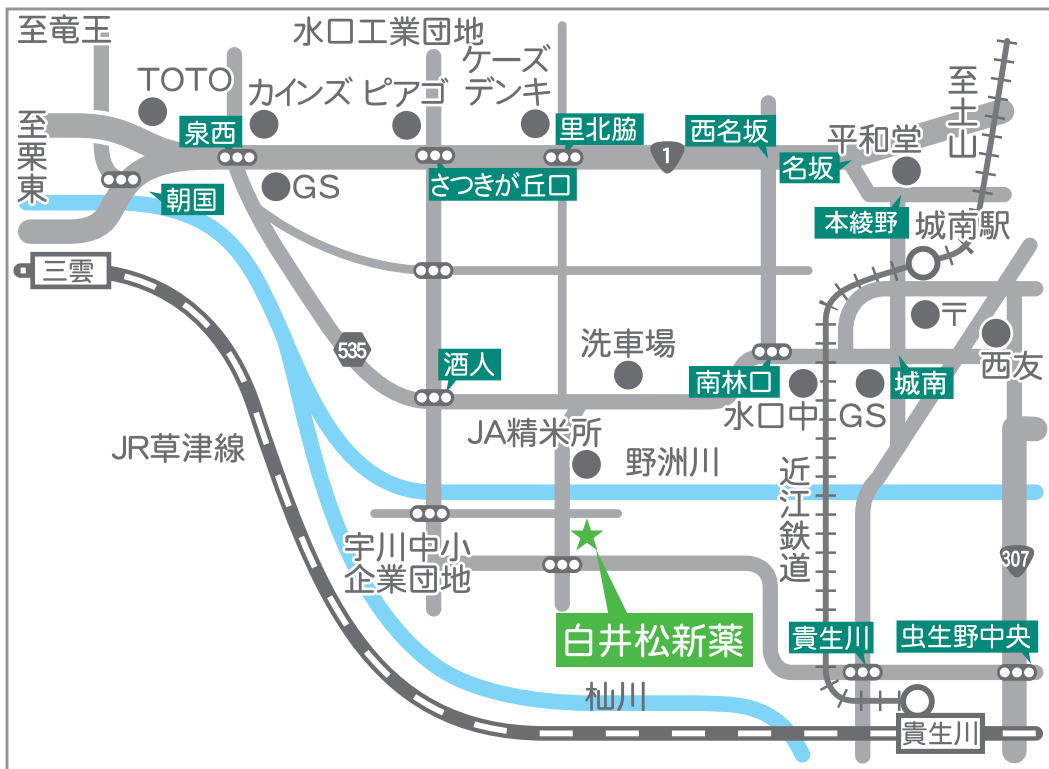 至竜玉
水口工業団地
TOTO
カインズ
ピアゴ
ケーズ
デンキ
至土山
至栗東
泉西
里北脇
西名坂
平和堂
1
名坂
GS
さつきが丘口
朝国
本綾野
城南駅
三雲
〒
535
洗車場
西友
酒人
南林口
城南
水口中
GS
JR草津線
JA精米所
野洲川
近江鉄道
宇川中小
企業団地
307
白井松新薬
貴生川
虫生野中央
杣川
貴生川